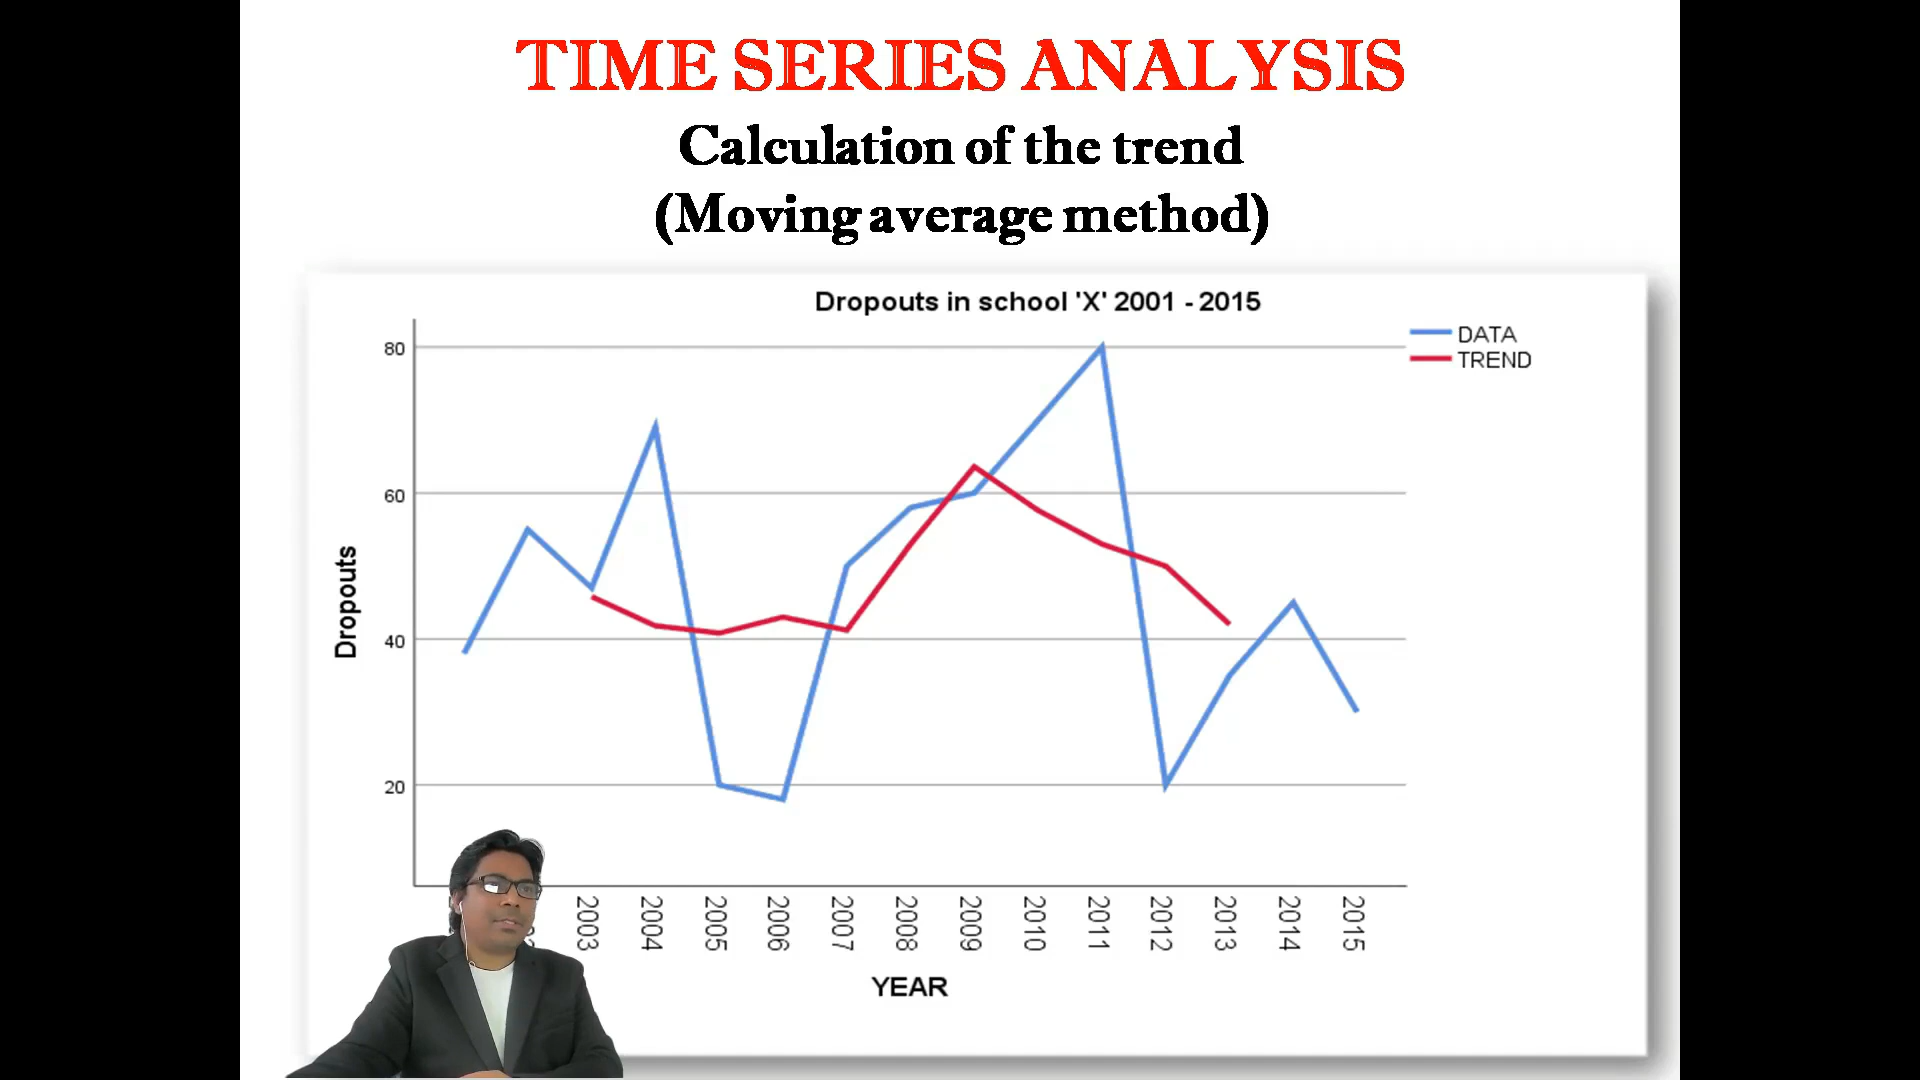 TIME SERIES ANALYSIS
Calculation of the trend
(Moving average method)
Dropouts in school 'X' 2001 - 2015
DATA
TREND
80
60
40
20
Dropouts
2003
2004
2005
2006
2007
2008
2009
2010
2011
2012
2013
2014
2015
YEAR